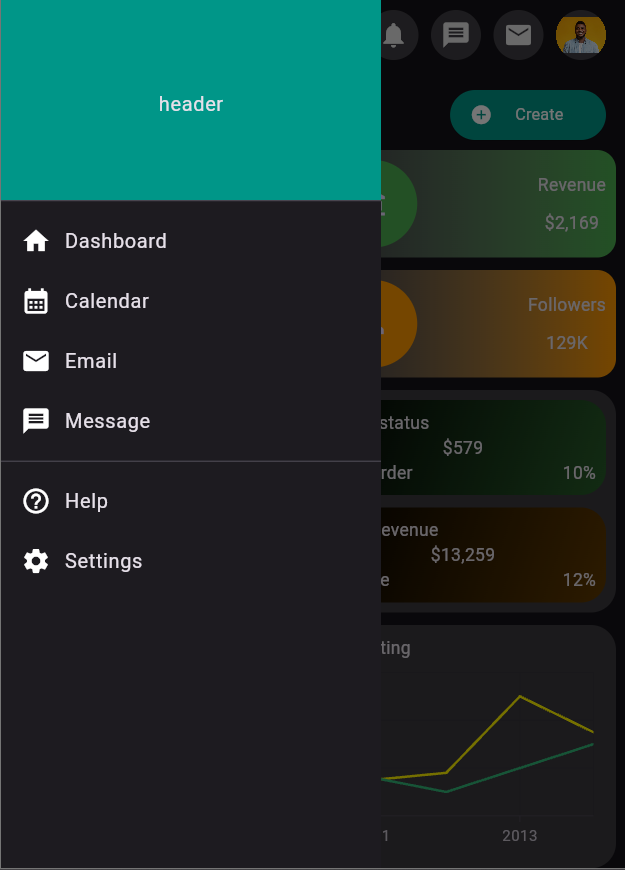 header
Dashboard
Calendar
Email
Message
Help
Settings
Create
Revenue
$2,169
Followers
129K
status
$579
rder
10%
evenue
$13,259
e
12%
ting
1
2013